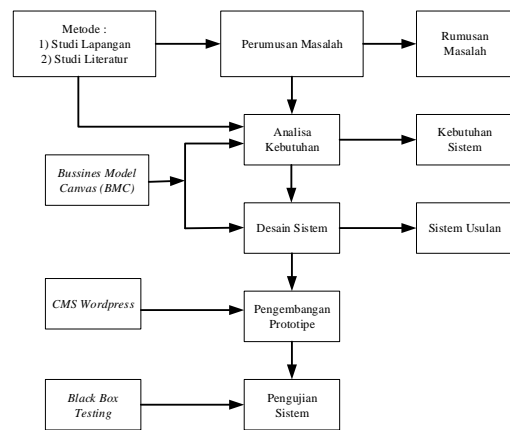 Metode :
1) Studi Lapangan
2) Studi Literatur
Perumusan Masalah
Rumusan
Masalah
Analisa
Kebutuhan
Kebutuhan
Sistem
Bussines Model
Canvas (BMC)
Desain Sistem
Sistem Usulan
CMS Wordpress
Pengembangan
Prototipe
Black Box
Testing
Pengujian
Sistem